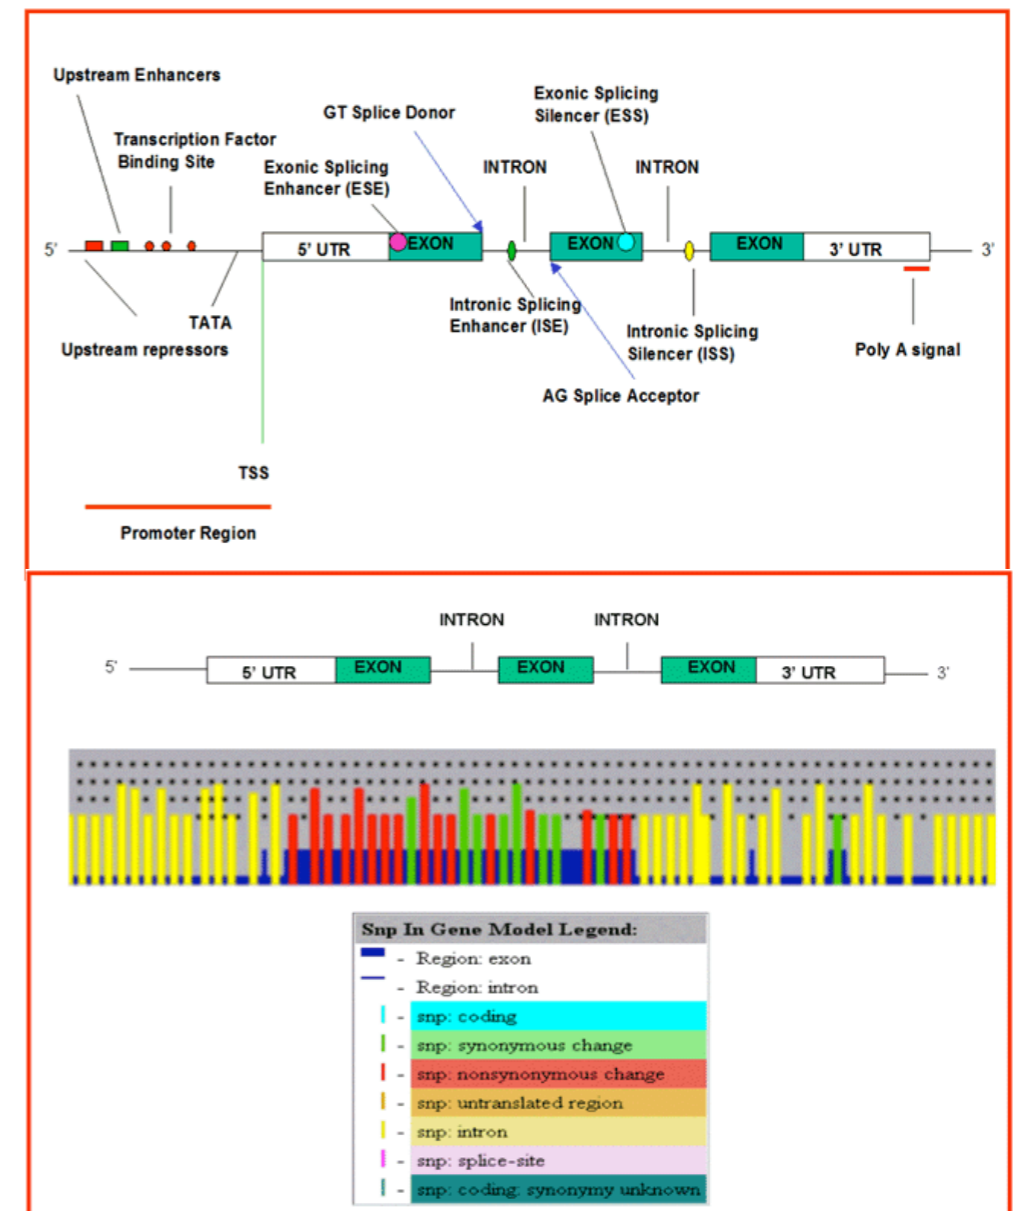 Upstream Enhancers
GT Splice Donor
Exonic Splicing
Silencer (ESS)
Transcription Factor
Binding Site
Exonic Splicing
Enhancer (ESE)
INTRON
INTRON
5'
5' UTR
EXON
EXON
EXON
3' UTR
3'
Intronic Splicing
Enhancer (ISE)
TATA
Intronic Splicing
Silencer (ISS)
Upstream repressors
Poly A signal
AG Splice Acceptor
TSS
Promoter Region
INTRON
INTRON
5'
5' UTR
EXON
EXON
EXON
3' UTR
3'
Snp In Gene Model Legend:
- Region: exon
- Region: intron
- snp: coding
- snp: synonymous change
- snp: nonsynonymous change
- snp: untranslated region
- snp: intron
- snp: splice-site
- snp: coding: synonymy unknown